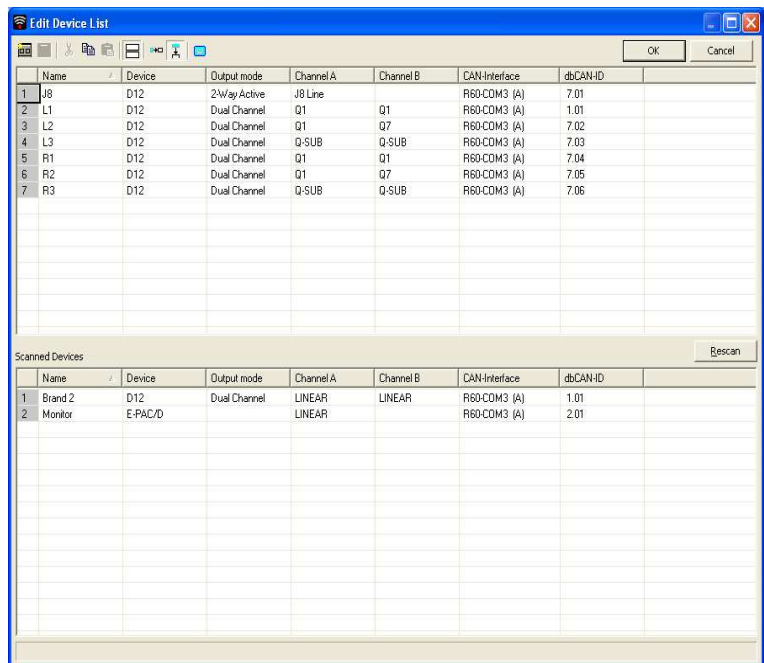 Edit Device List
OK Cancel
Name Device Output mode Channel A Channel B CAN-Interface dbCAN-ID
1 J8 D12 2-Way Active J8 Line R60-COM3 (A) 7.01
2 L1 D12 Dual Channel Q1 Q1 R60-COM3 (A) 1.01
3 L2 D12 Dual Channel Q1 Q7 R60-COM3 (A) 7.02
4 L3 D12 Dual Channel Q-SUB Q-SUB R60-COM3 (A) 7.03
5 R1 D12 Dual Channel Q1 Q1 R60-COM3 (A) 7.04
6 R2 D12 Dual Channel Q1 Q7 R60-COM3 (A) 7.05
7 R3 D12 Dual Channel Q-SUB Q-SUB R60-COM3 (A) 7.06
Scanned Devices Rescan
Name Device Output mode Channel A Channel B CAN-Interface dbCAN-ID
1 Brand 2 D12 Dual Channel LINEAR LINEAR R60-COM3 (A) 1.01
2 Monitor E-PAC/D LINEAR R60-COM3 (A) 2.01